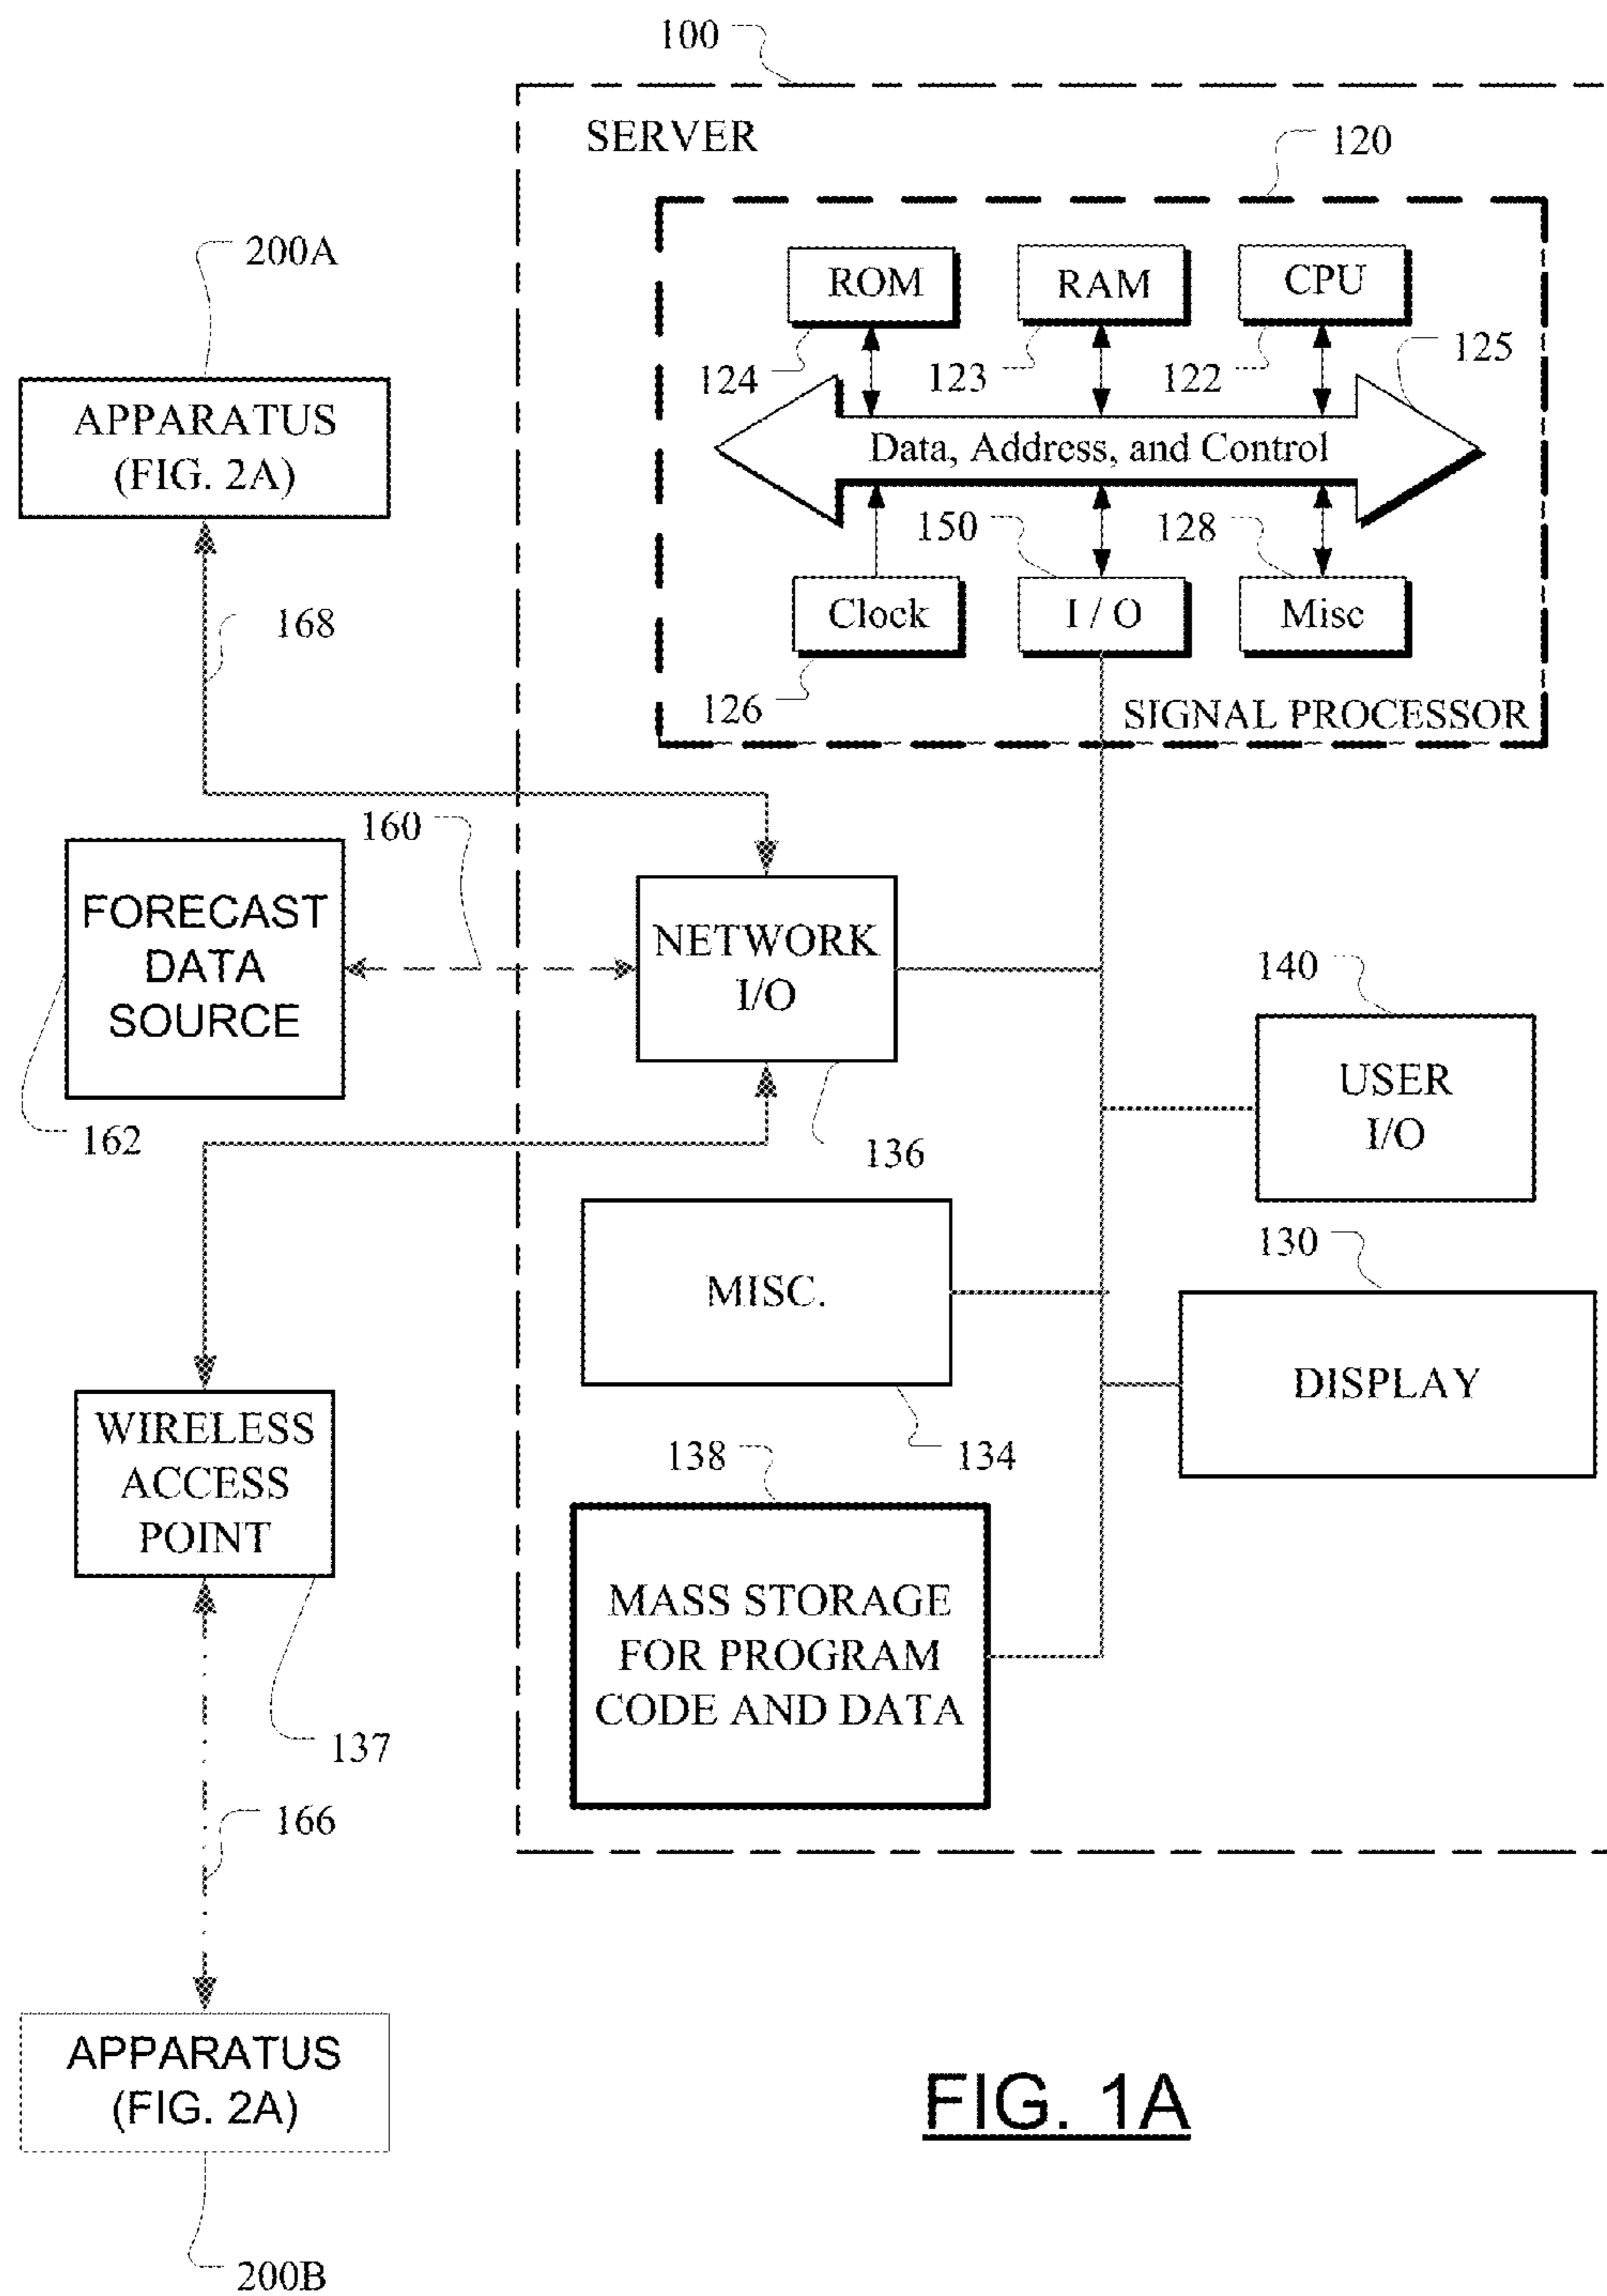 100
SERVER
120
200A
ROM
RAM
CPU
124
123
122
125
APPARATUS
(FIG. 2A)
Data, Address, and Control
150
128
168
Clock
I / O
Misc
126
SIGNAL PROCESSOR
160
FORECAST
DATA
SOURCE
NETWORK
I/O
140
162
136
USER
I/O
130
MISC.
DISPLAY
WIRELESS
ACCESS
POINT
138
134
MASS STORAGE
FOR PROGRAM
CODE AND DATA
137
166
APPARATUS
(FIG. 2A)
FIG. 1A
200B